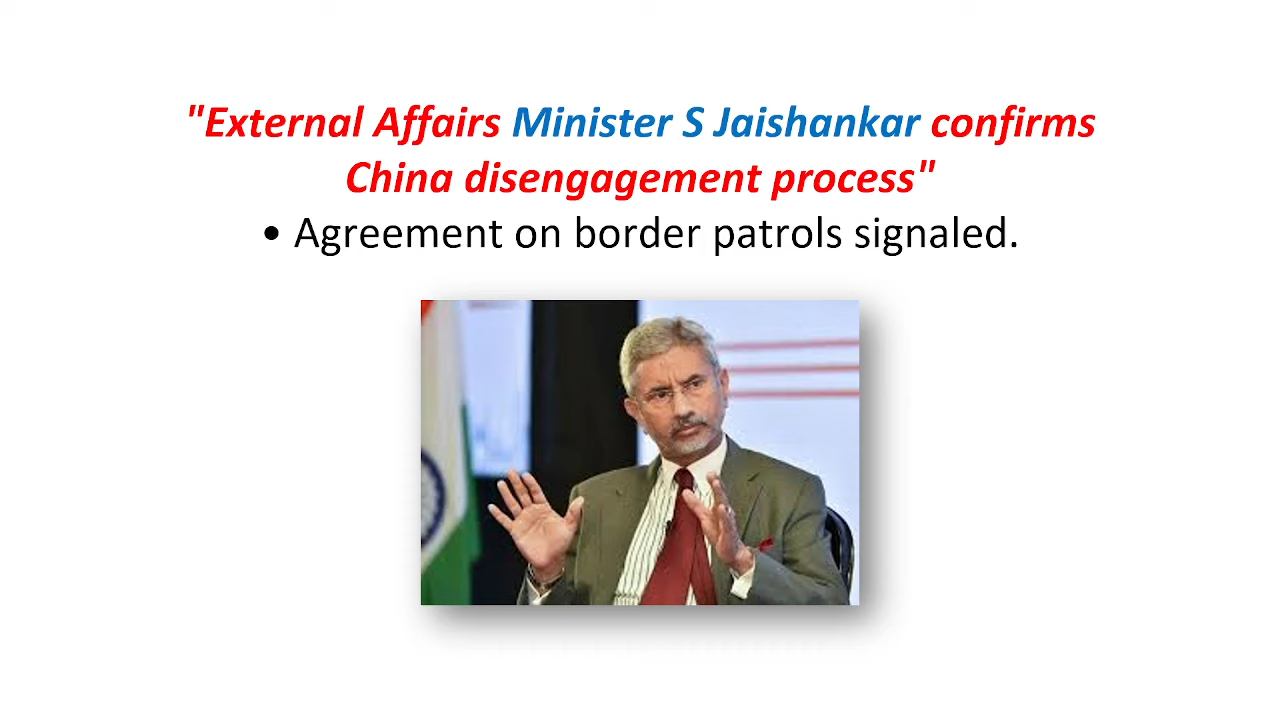 "External Affairs Minister S Jaishankar confirms
China disengagement process"
• Agreement on border patrols signaled.